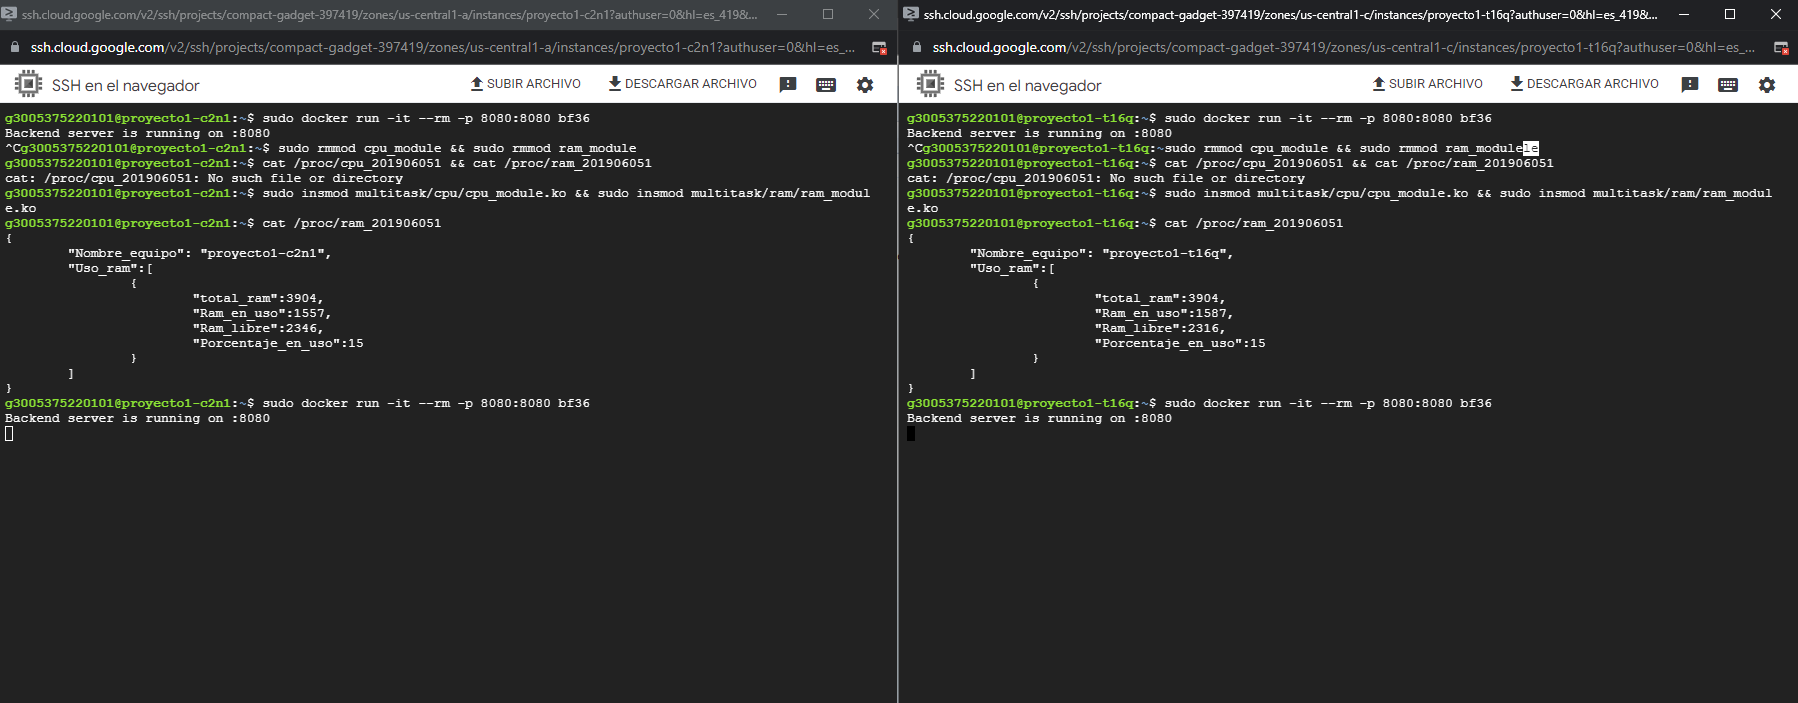 ssh.cloud.google.com/v2/ssh/projects/compact-gadget-397419/zones/us-central1-a/instances/proyecto1-c2n1?authuser=0&hl=es_419&...
ssh.cloud.google.com/v2/ssh/projects/compact-gadget-397419/zones/us-central1-a/instances/proyecto1-c2n1?authuser=0&hl=es_...
SSH en el navegador
SUBIR ARCHIVO
DESCARGAR ARCHIVO
g3005375220101@proyecto1-c2n1:~$ sudo docker run -it --rm -p 8080:8080 bf36
Backend server is running on :8080
^Cg3005375220101@proyecto1-c2n1:~$ sudo rmmod cpu_module && sudo rmmod ram_module
g3005375220101@proyecto1-c2n1:~$ cat /proc/cpu_201906051 && cat /proc/ram_201906051
cat: /proc/cpu_201906051: No such file or directory
g3005375220101@proyecto1-c2n1:~$ sudo insmod multitask/cpu/cpu_module.ko && sudo insmod multitask/ram/ram_modul
e.ko
g3005375220101@proyecto1-c2n1:~$ cat /proc/ram_201906051
{
"Nombre_equipo": "proyecto1-c2n1",
"Uso_ram":[
{
"total_ram":3904,
"Ram_en_uso":1557,
"Ram_libre":2346,
"Porcentaje_en_uso":15
}
]
}
g3005375220101@proyecto1-c2n1:~$ sudo docker run -it --rm -p 8080:8080 bf36
Backend server is running on :8080
ssh.cloud.google.com/v2/ssh/projects/compact-gadget-397419/zones/us-central1-c/instances/proyecto1-t16q?authuser=0&hl=es_419&...
ssh.cloud.google.com/v2/ssh/projects/compact-gadget-397419/zones/us-central1-c/instances/proyecto1-t16q?authuser=0&hl=es_...
SSH en el navegador
SUBIR ARCHIVO
DESCARGAR ARCHIVO
g3005375220101@proyecto1-t16q:~$ sudo docker run -it --rm -p 8080:8080 bf36
Backend server is running on :8080
^Cg3005375220101@proyecto1-t16q:~sudo rmmod cpu_module && sudo rmmod ram_modulele
g3005375220101@proyecto1-t16q:~$ cat /proc/cpu_201906051 && cat /proc/ram_201906051
cat: /proc/cpu_201906051: No such file or directory
g3005375220101@proyecto1-t16q:~$ sudo insmod multitask/cpu/cpu_module.ko && sudo insmod multitask/ram/ram_modul
e.ko
g3005375220101@proyecto1-t16q:~$ cat /proc/ram_201906051
{
"Nombre_equipo": "proyecto1-t16q",
"Uso_ram":[
{
"total_ram":3904,
"Ram_en_uso":1587,
"Ram_libre":2316,
"Porcentaje_en_uso":15
}
]
}
g3005375220101@proyecto1-t16q:~$ sudo docker run -it --rm -p 8080:8080 bf36
Backend server is running on :8080